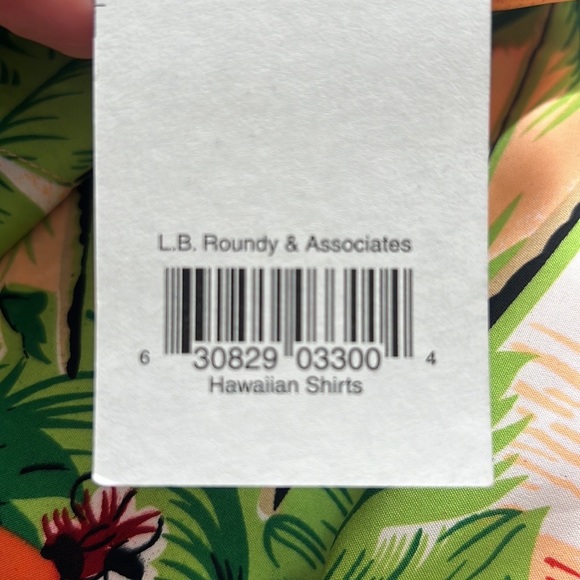 L.B. Roundy & Associates
6 30829 03300 4
Hawaiian Shirts